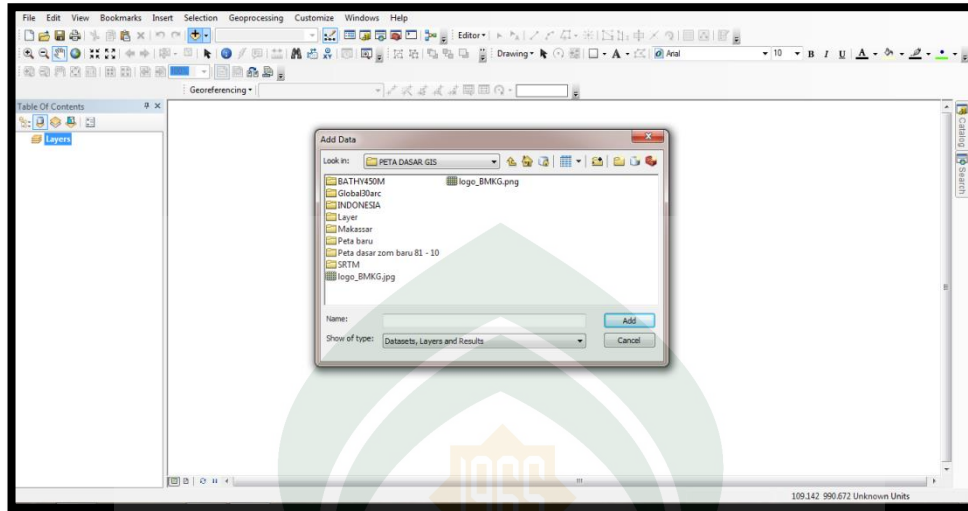 File Edit View Bookmarks Insert Selection Geoprocessing Customize Windows Help
Editor
Drawing A Arial 10 B I U A
Georeferencing
Table Of Contents
Layers
Catalog
Search
Add Data
Look in: PETA DASAR GIS
BATHY450M
Global30arc
INDONESIA
Layer
Makassar
Peta baru
Peta dasar zom baru 81 - 10
SRTM
logo_BMKG.jpg
logo_BMKG.png
Name:
Add
Show of type: Datasets, Layers and Results
Cancel
1965
109.142 990.672 Unknown Units